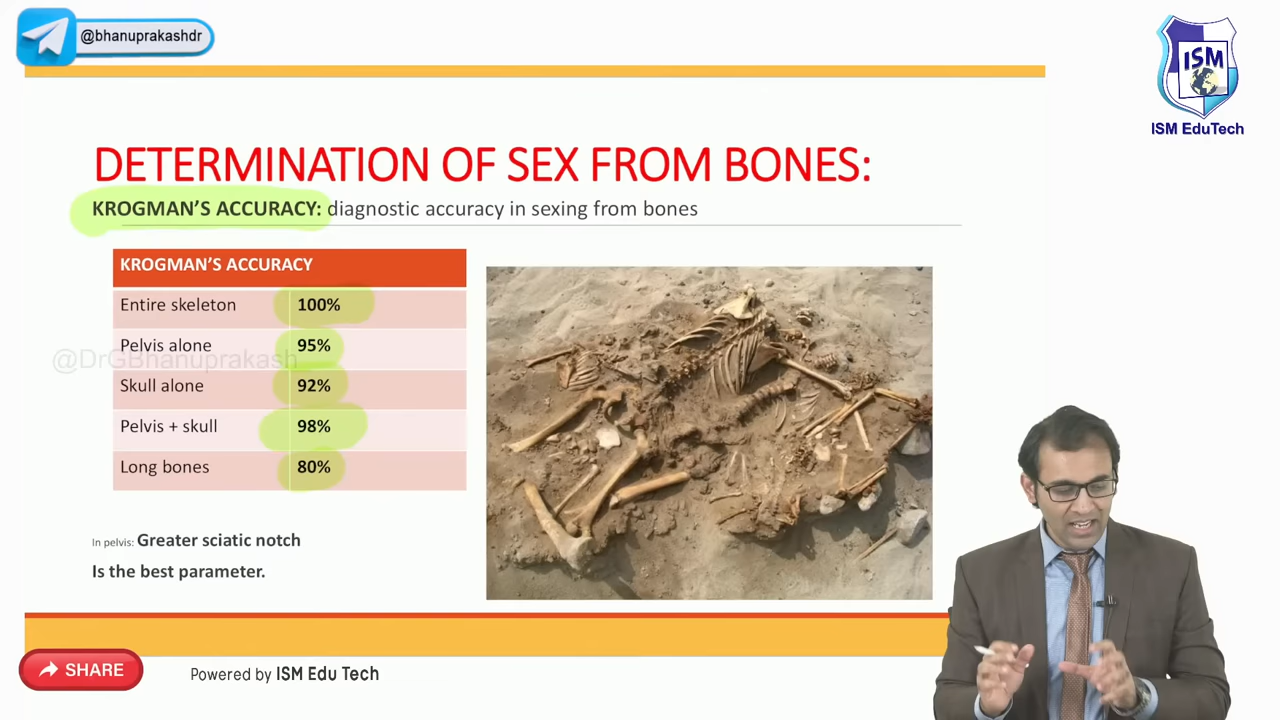 @bhanuprakashdr
ISM
ISM EduTech
DETERMINATION OF SEX FROM BONES:
KROGMAN'S ACCURACY: diagnostic accuracy in sexing from bones
KROGMAN'S ACCURACY
Entire skeleton 100%
Pelvis alone 95%
@DrGBhanuprakash
Skull alone 92%
Pelvis + skull 98%
Long bones 80%
In pelvis: Greater sciatic notch
Is the best parameter.
SHARE
Powered by ISM Edu Tech